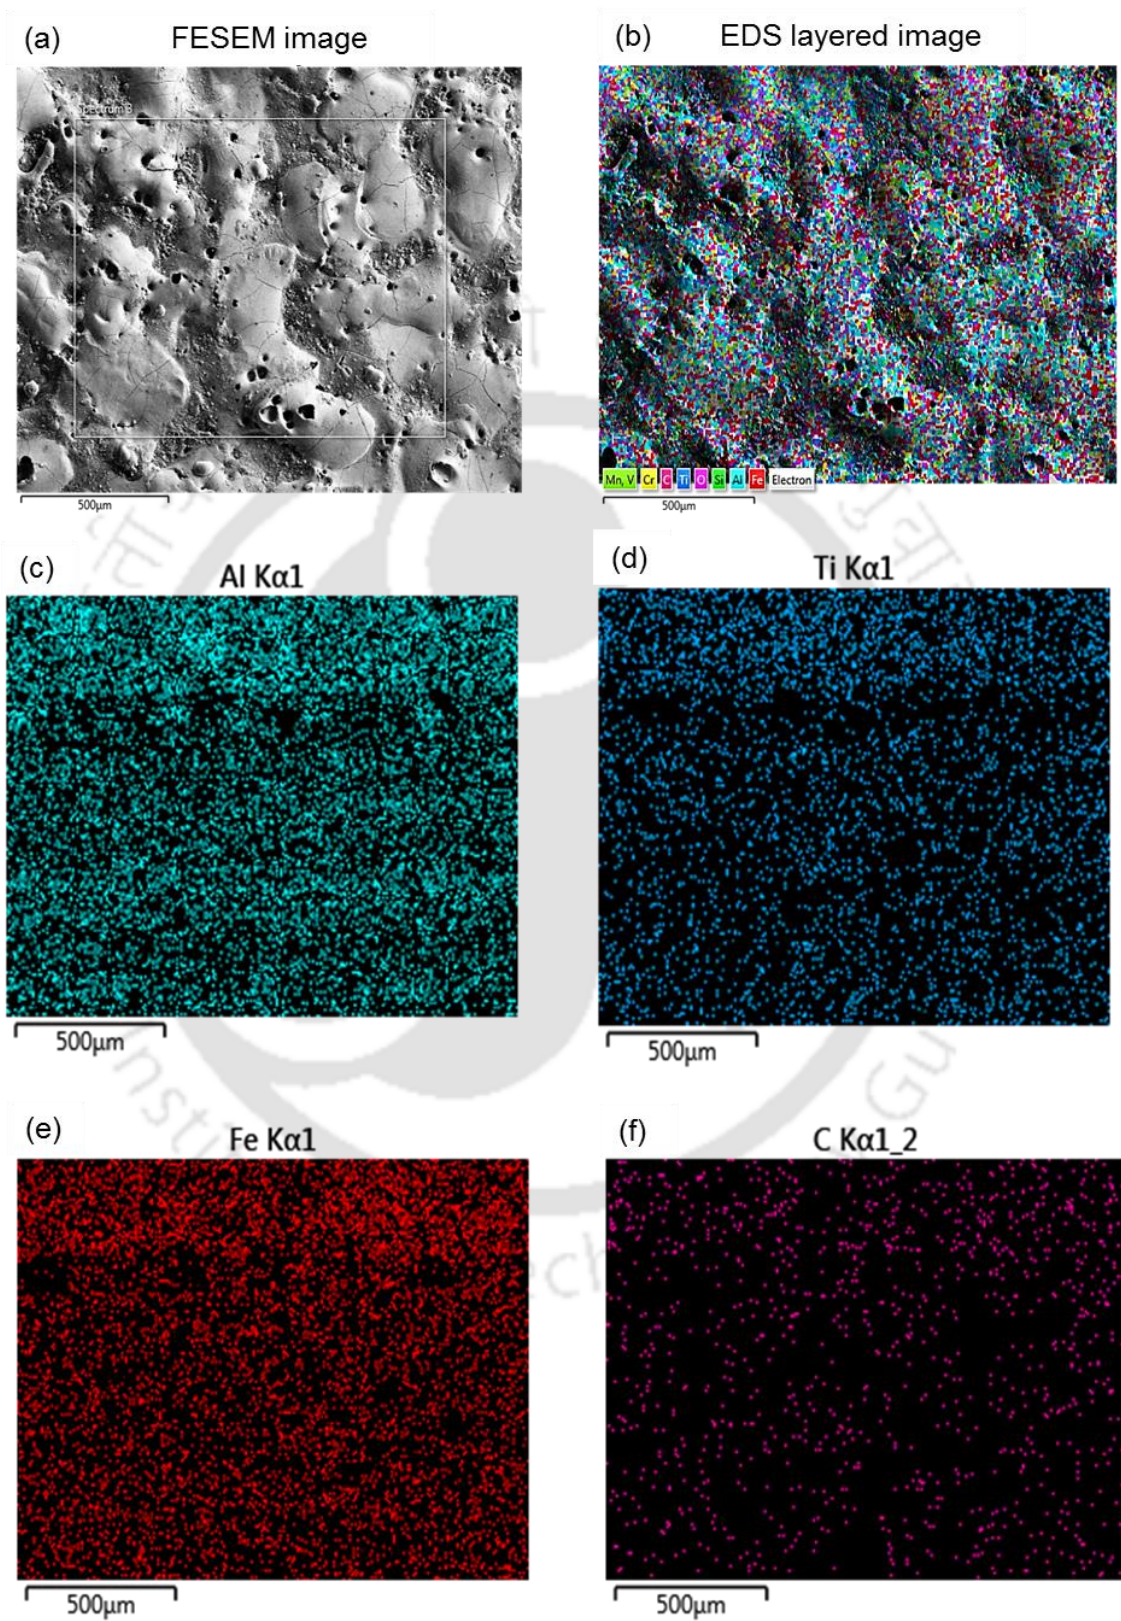 (a) FESEM image
(b) EDS layered image
Spectrum 3
500μm
Mn, V Cr C Ti O Si Al Fe Electron
500μm
(c) Al Kα1
(d) Ti Kα1
500μm
500μm
(e) Fe Kα1
(f) C Kα1_2
500μm
500μm